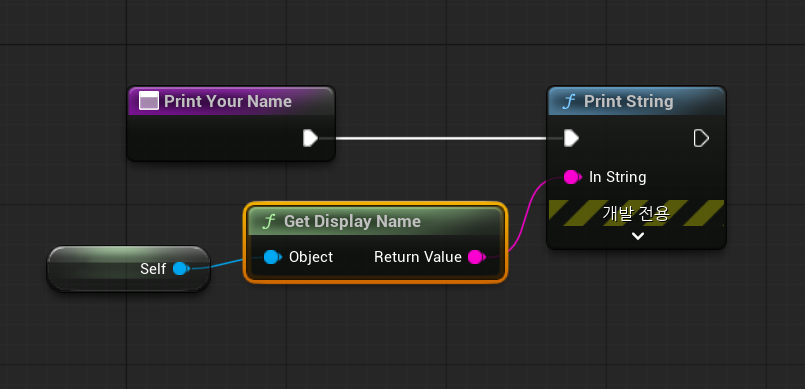 Print Your Name
Print String
In String
개발 전용
Get Display Name
Object
Return Value
Self